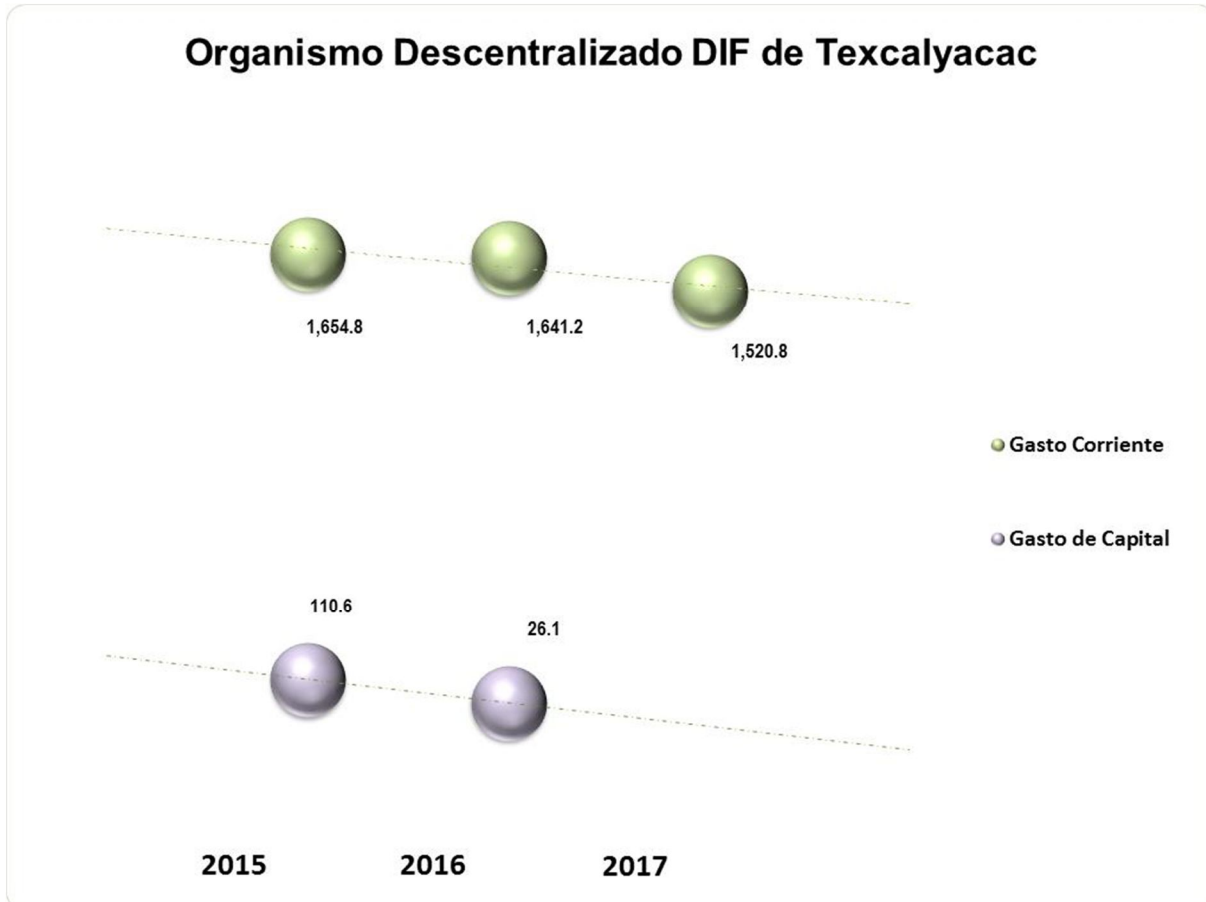 Organismo Descentralizado DIF de Texcalyacac
1,654.8
1,641.2
1,520.8
Gasto Corriente
Gasto de Capital
110.6
26.1
2015
2016
2017